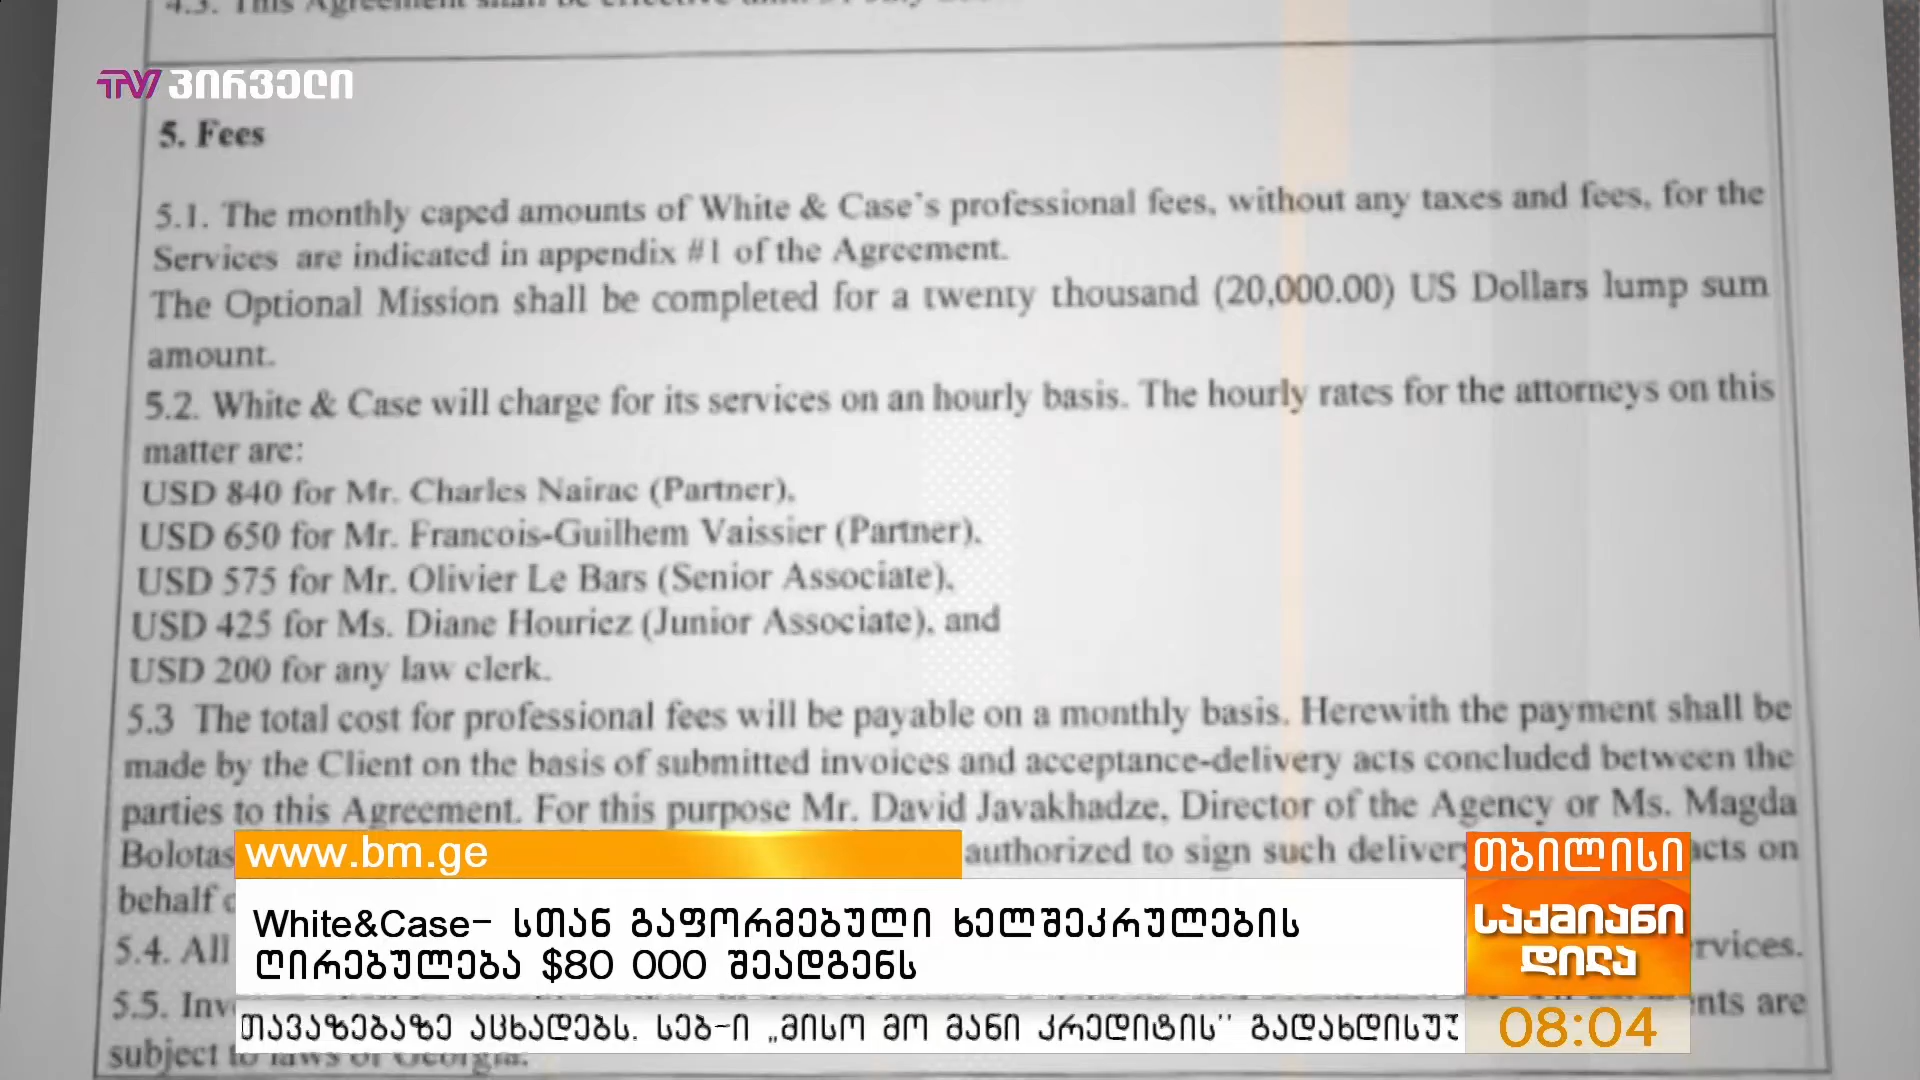 4.3. This Agreement shall be effective until 31 July
TV პირველი
5. Fees
5.1. The monthly caped amounts of White & Case's professional fees, without any taxes and fees, for the
Services are indicated in appendix #1 of the Agreement.
The Optional Mission shall be completed for a twenty thousand (20,000.00) US Dollars lump sum
amount.
5.2. White & Case will charge for its services on an hourly basis. The hourly rates for the attorneys on this
matter are:
USD 840 for Mr. Charles Nairac (Partner),
USD 650 for Mr. Francois-Guilhem Vaissier (Partner),
USD 575 for Mr. Olivier Le Bars (Senior Associate),
USD 425 for Ms. Diane Houriez (Junior Associate), and
USD 200 for any law clerk.
5.3 The total cost for professional fees will be payable on a monthly basis. Herewith the payment shall be
made by the Client on the basis of submitted invoices and acceptance-delivery acts concluded between the
parties to this Agreement. For this purpose Mr. David Javakhadze, Director of the Agency or Ms. Magda
Bolotas authorized to sign such delivery acts on
behalf
5.4. All rvices.
5.5. Inv nts are
subject to laws of Georgia.
www.bm.ge
White&Case- სთან გაფორმებული ხელშეკრულების
ღირებულება $80 000 შეადგენს
თბილისი
საქმიანი
დილა
თავაზებაზე აცხადებს. სებ-ი „მისო მო მანი კრედიტის'' გადახდისუუ
08:04